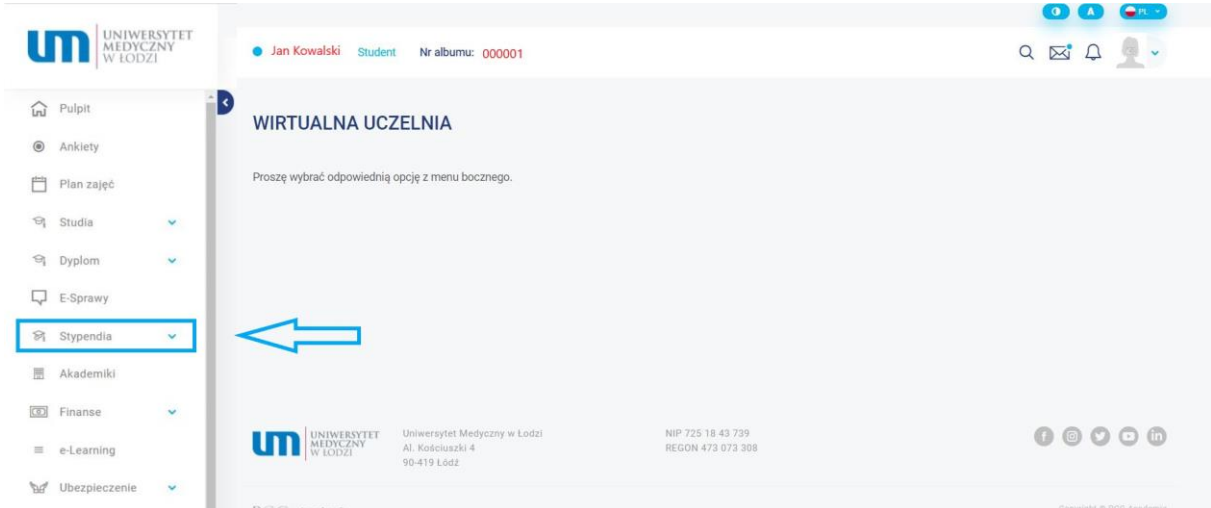 A
PL
UNIWERSYTET
MEDYCZNY
W ŁODZI
Jan Kowalski Student Nr albumu: 000001
Pulpit
Ankiety
Plan zajęć
Studia
Dyplom
E-Sprawy
Stypendia
Akademiki
Finanse
e-Learning
Ubezpieczenie
WIRTUALNA UCZELNIA
Proszę wybrać odpowiednią opcję z menu bocznego.
UNIWERSYTET
MEDYCZNY
W ŁODZI
Uniwersytet Medyczny w Łodzi
Al. Kościuszki 4
90-419 Łódź
NIP 725 18 43 739
REGON 473 073 308